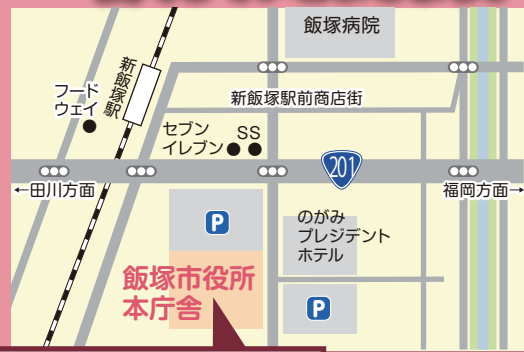 飯塚病院
新飯塚駅
フード
ウェイ
新飯塚駅前商店街
セブン
イレブン
SS
201
←田川方面
福岡方面→
P
のがみ
プレジデント
ホテル
飯塚市役所
本庁舎
P